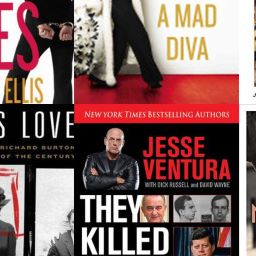 ES
ELLIS
A MAD
DIVA
S LOVE
RICHARD BURTON
OF THE CENTURY
NEW YORK TIMES BESTSELLING AUTHORS
JESSE
VENTURA
WITH DICK RUSSELL and DAVID WAYNE
THEY
KILLED